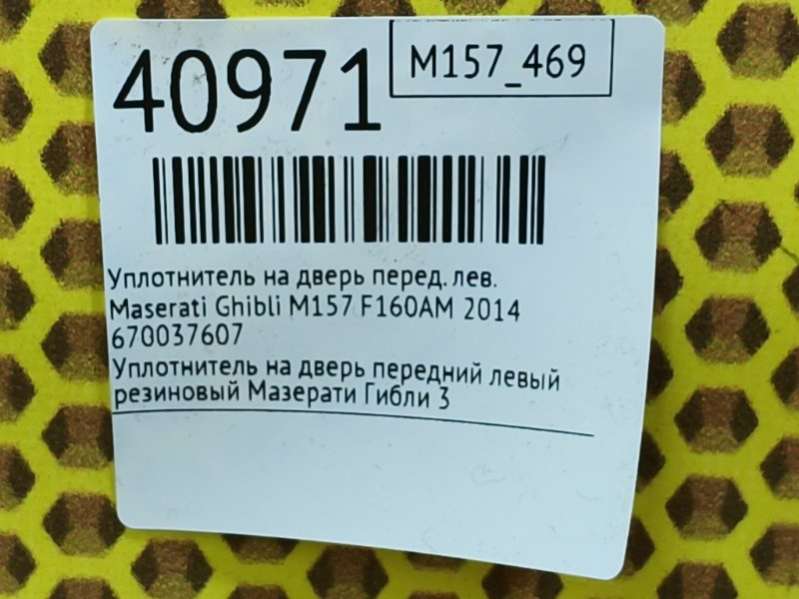 40971
M157_469
Уплотнитель на дверь перед. лев.
Maserati Ghibli M157 F160AM 2014
670037607
Уплотнитель на дверь передний левый
резиновый Мазерати Гибли 3